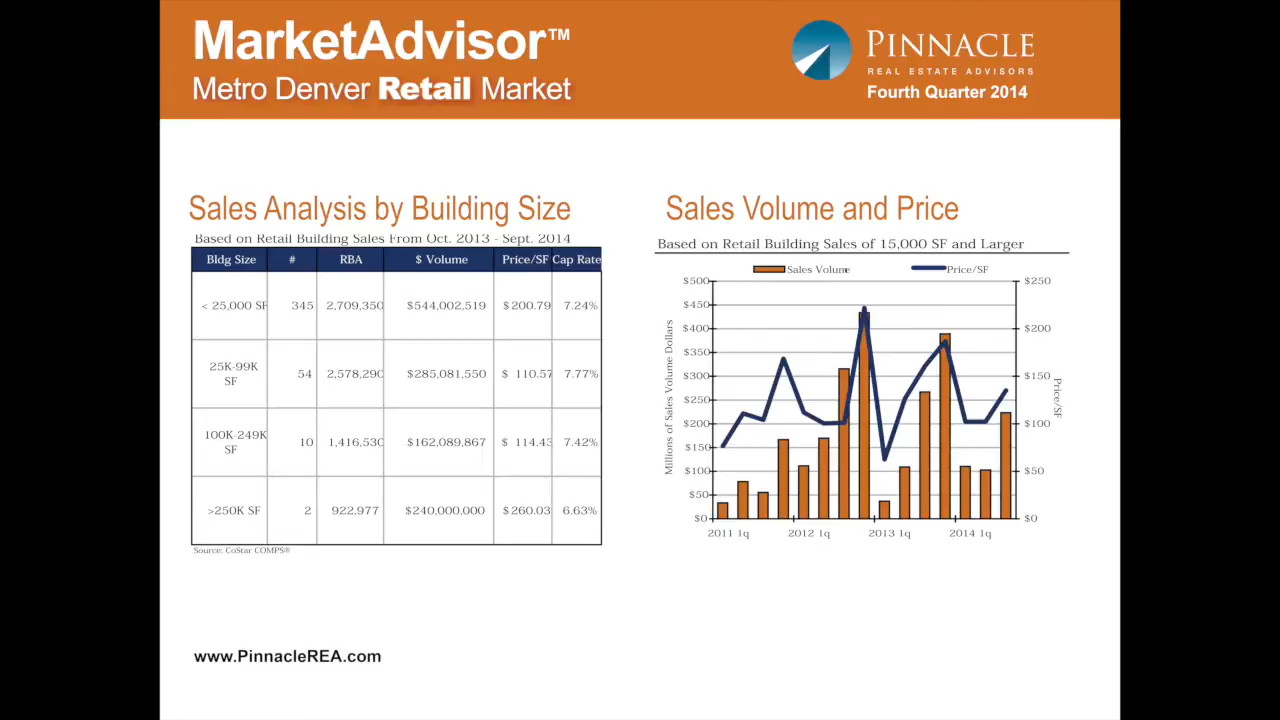 MarketAdvisor™
Metro Denver Retail Market
PINNACLE
REAL ESTATE ADVISORS
Fourth Quarter 2014
Sales Analysis by Building Size
Based on Retail Building Sales From Oct. 2013 - Sept. 2014
Bldg Size # RBA $ Volume Price/SF Cap Rate
< 25,000 SF 345 2,709,350 $544,002,519 $200.79 7.24%
25K-99K
SF 54 2,578,290 $285,081,550 $ 110.57 7.77%
100K-249K
SF 10 1,416,530 $162,089,867 $ 114.43 7.42%
>250K SF 2 922,977 $240,000,000 $260.03 6.63%
Source: CoStar COMPS®
Sales Volume and Price
Based on Retail Building Sales of 15,000 SF and Larger
Sales Volume Price/SF
Millions of Sales Volume Dollars
$500 $250
$450
$400 $200
$350
$300 $150
$250
$200 $100
$150
$100 $50
$50
$0 $0
Price/SF
2011 1q 2012 1q 2013 1q 2014 1q
www.PinnacleREA.com